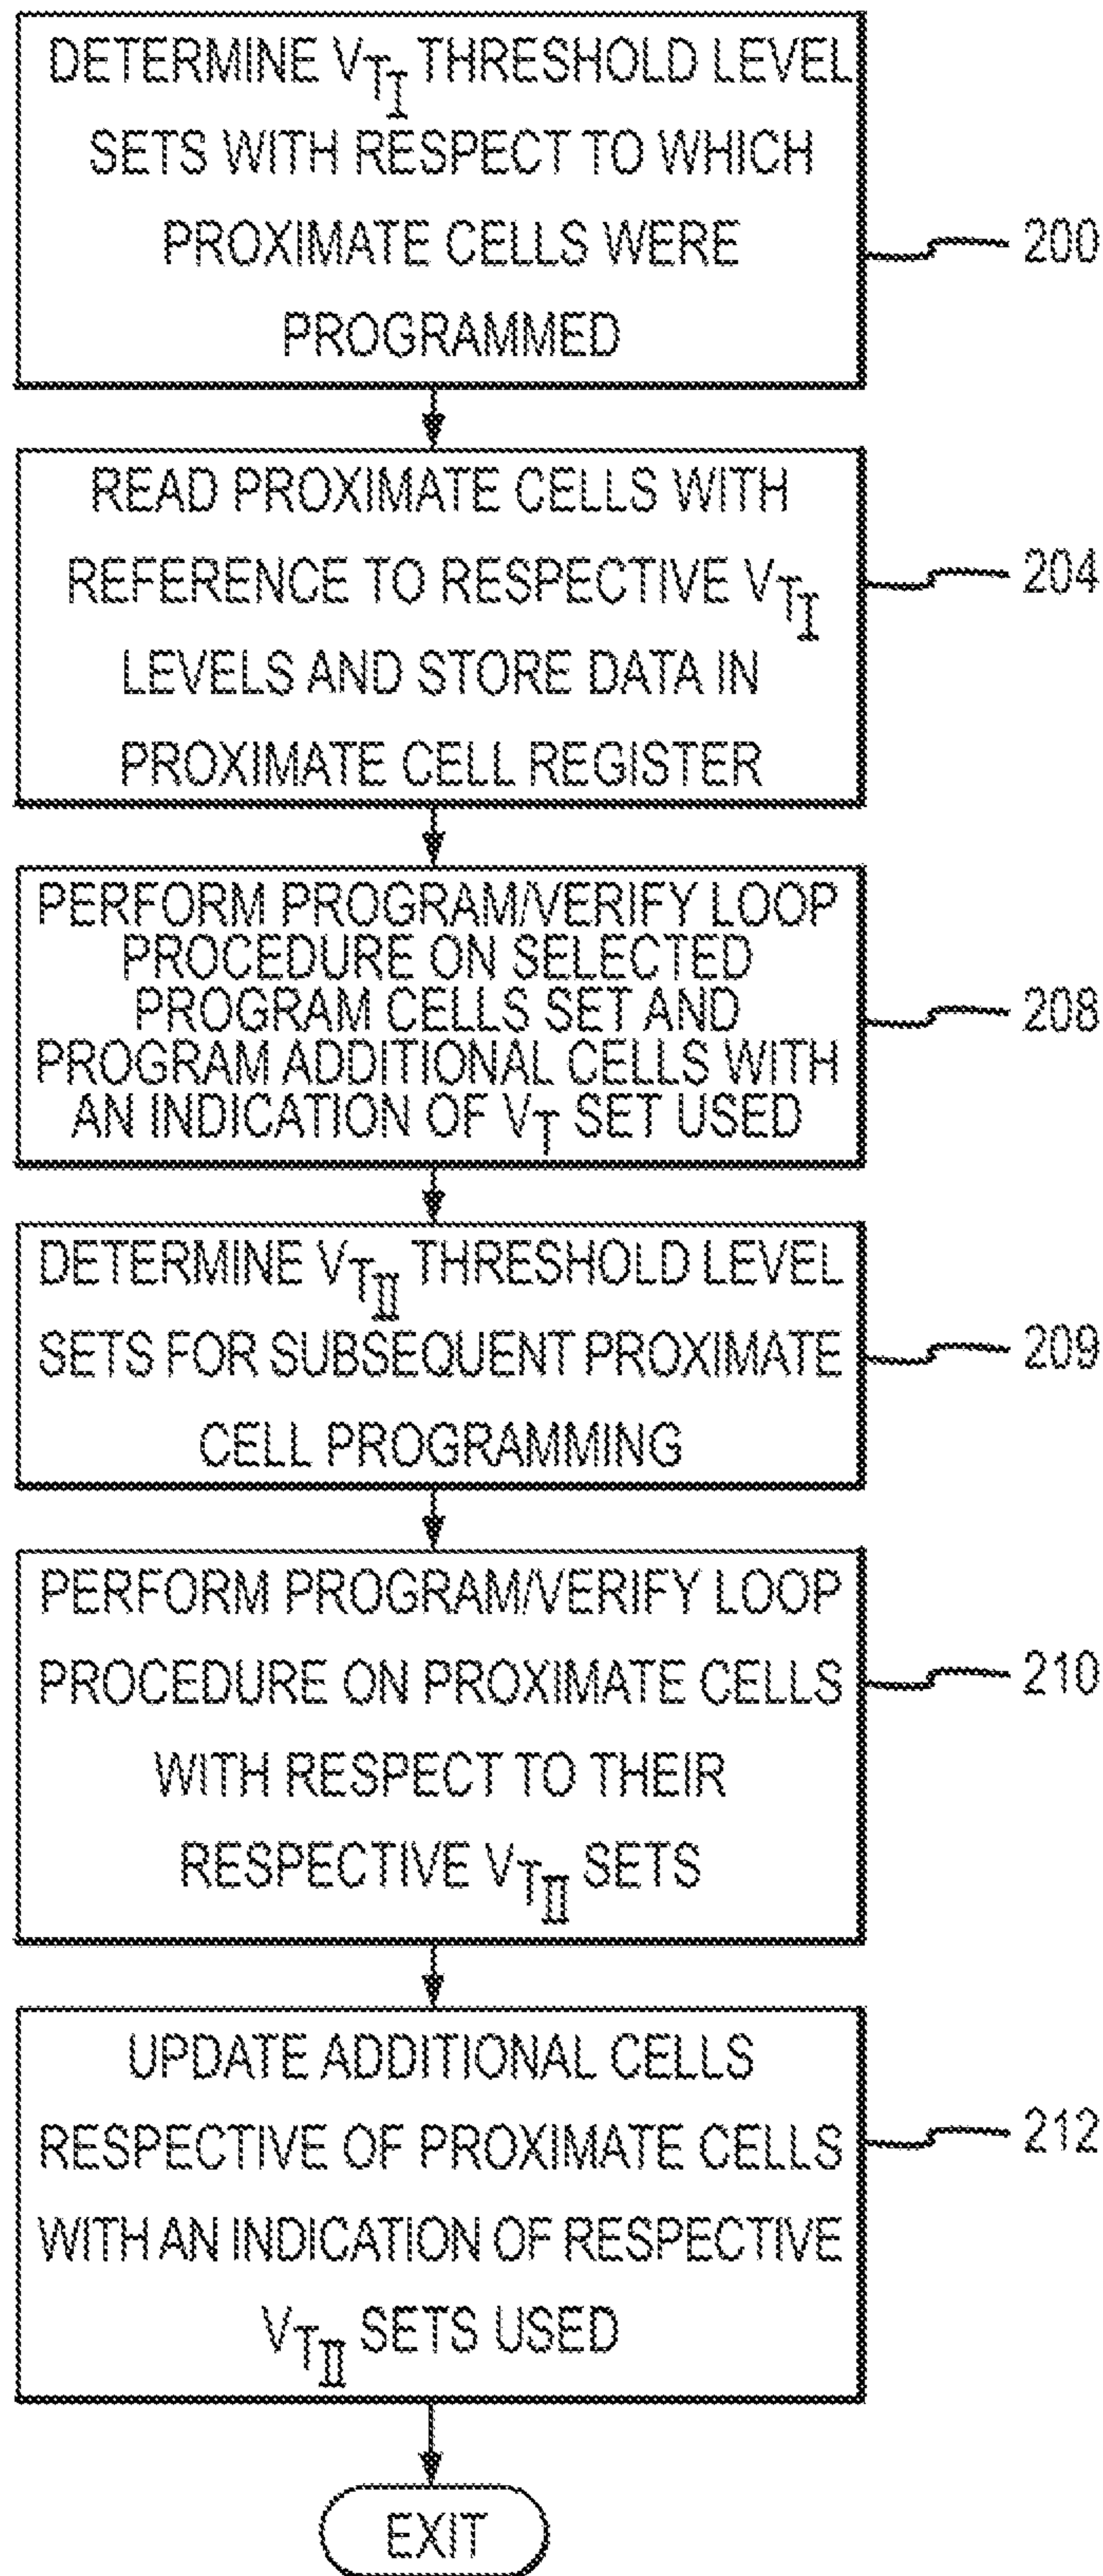 DETERMINE VTI THRESHOLD LEVEL
SETS WITH RESPECT TO WHICH
PROXIMATE CELLS WERE
PROGRAMMED
200
READ PROXIMATE CELLS WITH
REFERENCE TO RESPECTIVE VTI
LEVELS AND STORE DATA IN
PROXIMATE CELL REGISTER
204
PERFORM PROGRAM/VERIFY LOOP
PROCEDURE ON SELECTED
PROGRAM CELLS SET AND
PROGRAM ADDITIONAL CELLS WITH
AN INDICATION OF VT SET USED
208
DETERMINE VTII THRESHOLD LEVEL
SETS FOR SUBSEQUENT PROXIMATE
CELL PROGRAMMING
209
PERFORM PROGRAM/VERIFY LOOP
PROCEDURE ON PROXIMATE CELLS
WITH RESPECT TO THEIR
RESPECTIVE VTII SETS
210
UPDATE ADDITIONAL CELLS
RESPECTIVE OF PROXIMATE CELLS
WITH AN INDICATION OF RESPECTIVE
VTII SETS USED
212
EXIT